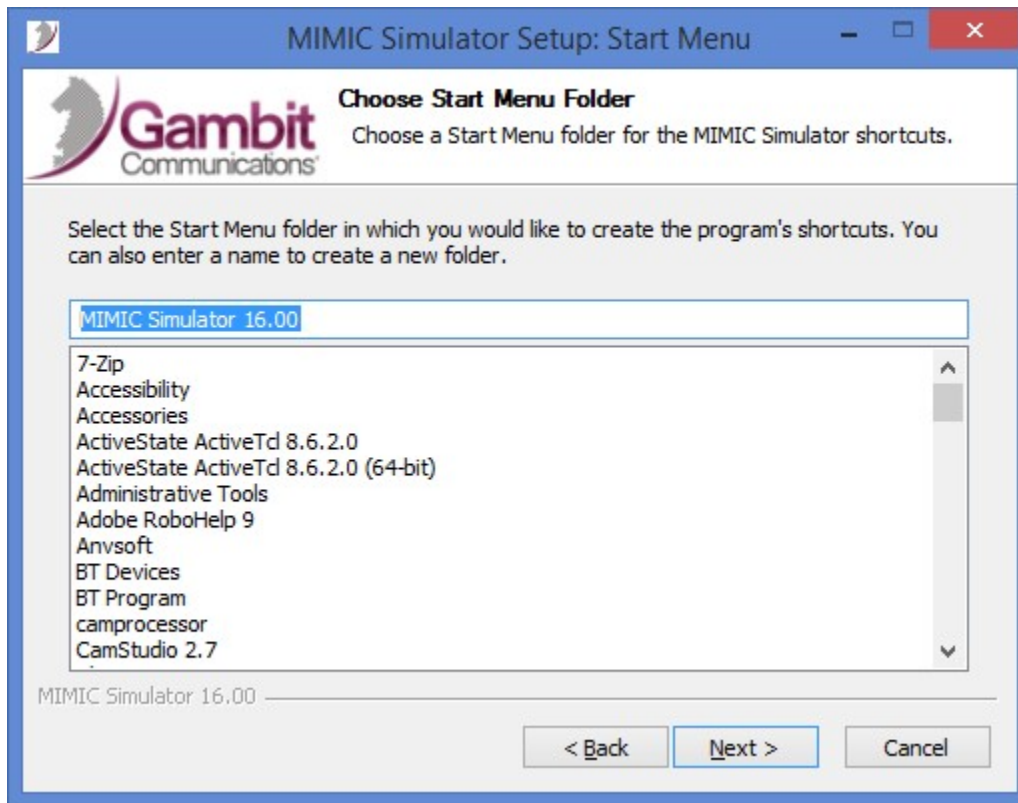 MIMIC Simulator Setup: Start Menu
Gambit
Communications
Choose Start Menu Folder
Choose a Start Menu folder for the MIMIC Simulator shortcuts.
Select the Start Menu folder in which you would like to create the program's shortcuts. You
can also enter a name to create a new folder.
MIMIC Simulator 16.00
7-Zip
Accessibility
Accessories
ActiveState ActiveTcl 8.6.2.0
ActiveState ActiveTcl 8.6.2.0 (64-bit)
Administrative Tools
Adobe RoboHelp 9
Anvsoft
BT Devices
BT Program
camprocessor
CamStudio 2.7
MIMIC Simulator 16.00
< Back
Next >
Cancel